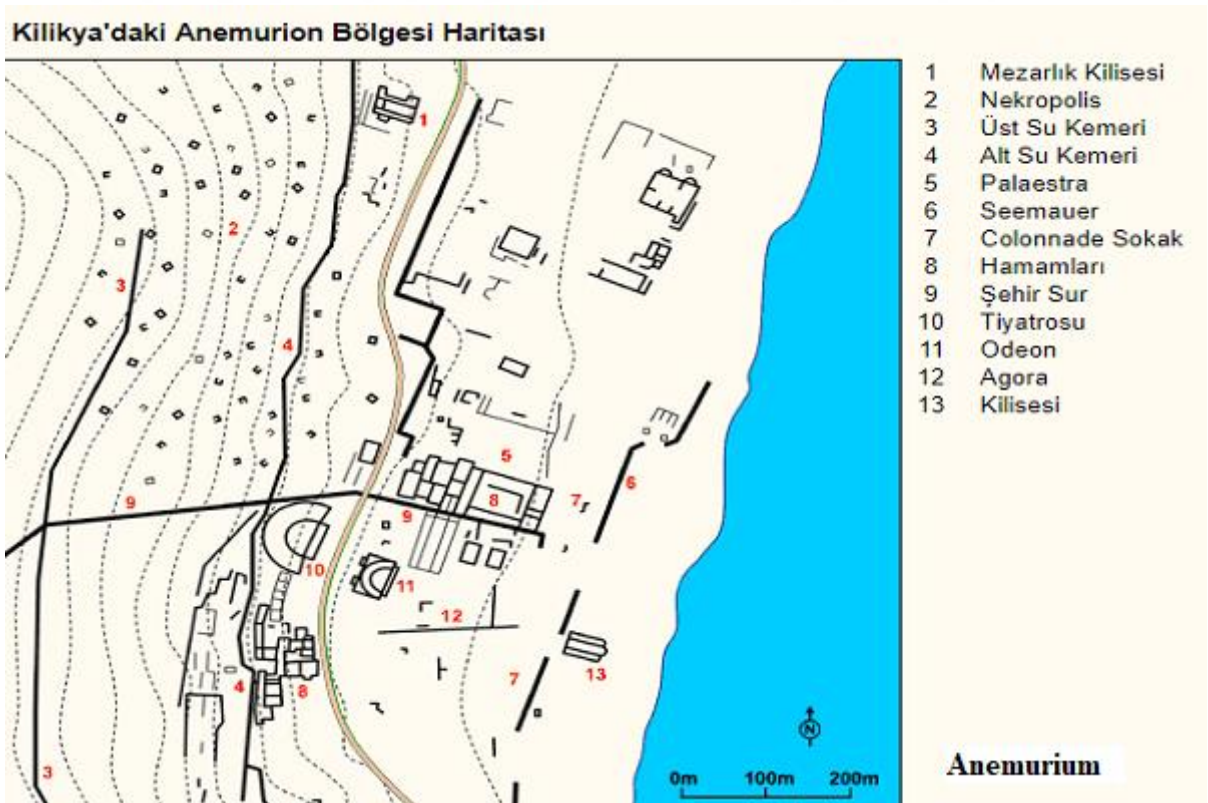 Kilikya'daki Anemurion Bölgesi Haritası
1 Mezarlık Kilisesi
2 Nekropolis
3 Üst Su Kemeri
4 Alt Su Kemeri
5 Palaestra
6 Seemauer
7 Colonnade Sokak
8 Hamamları
9 Şehir Sur
10 Tiyatrosu
11 Odeon
12 Agora
13 Kilisesi
1
2
3
4
5
6
7
8
9
9
10
11
12
13
7
4
8
3
N
0m 100m 200m
Anemurium